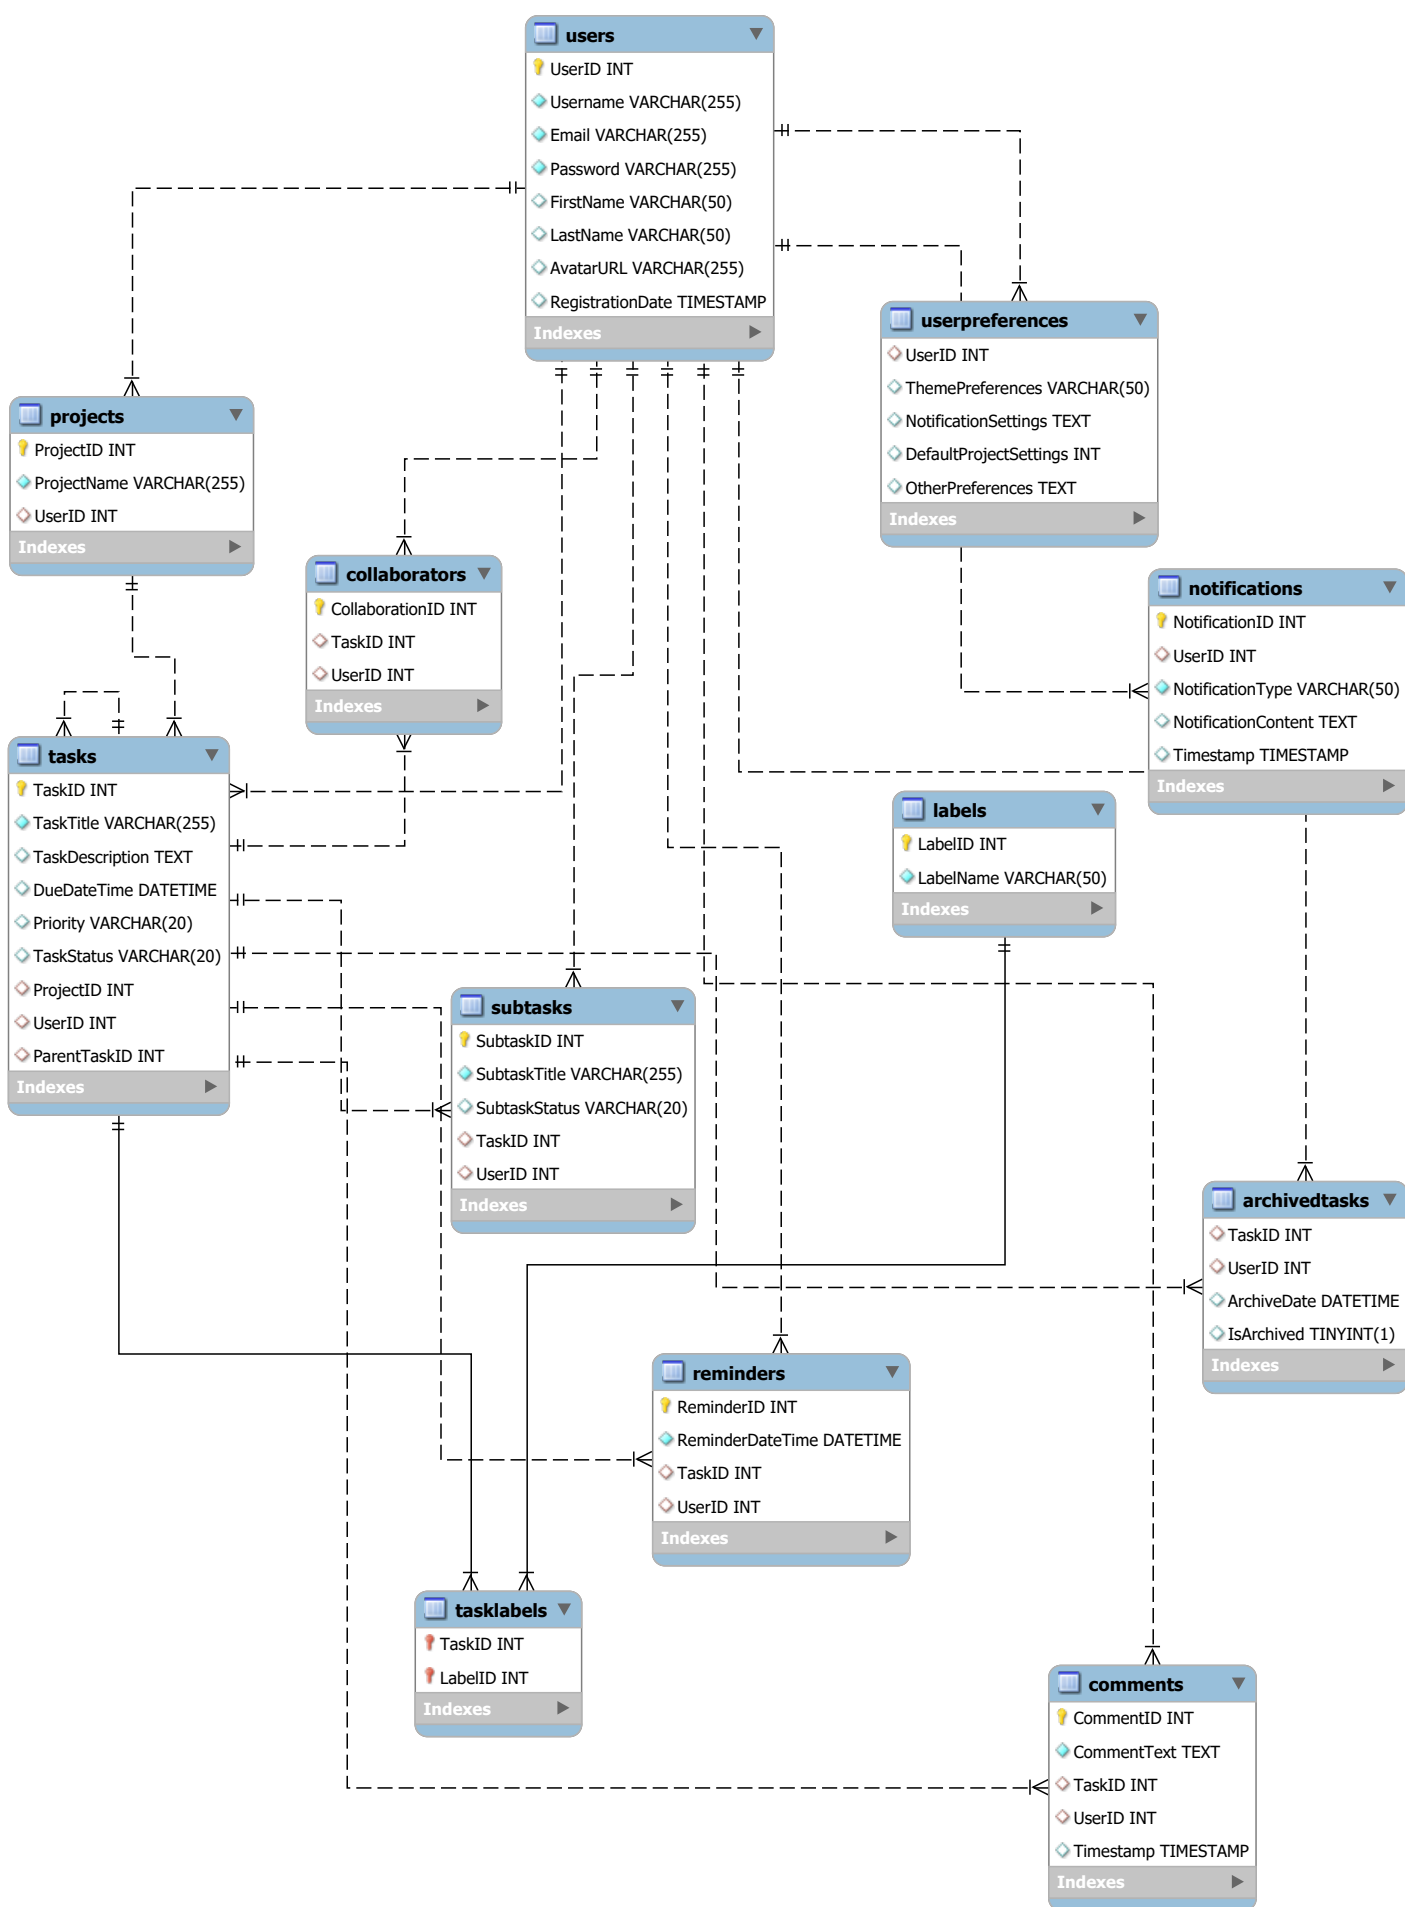 users
UserID INT
Username VARCHAR(255)
Email VARCHAR(255)
Password VARCHAR(255)
FirstName VARCHAR(50)
LastName VARCHAR(50)
AvatarURL VARCHAR(255)
RegistrationDate TIMESTAMP
Indexes
userpreferences
UserID INT
ThemePreferences VARCHAR(50)
NotificationSettings TEXT
DefaultProjectSettings INT
OtherPreferences TEXT
Indexes
projects
ProjectID INT
ProjectName VARCHAR(255)
UserID INT
Indexes
collaborators
CollaborationID INT
TaskID INT
UserID INT
Indexes
notifications
NotificationID INT
UserID INT
NotificationType VARCHAR(50)
NotificationContent TEXT
Timestamp TIMESTAMP
Indexes
tasks
TaskID INT
TaskTitle VARCHAR(255)
TaskDescription TEXT
DueDateTime DATETIME
Priority VARCHAR(20)
TaskStatus VARCHAR(20)
ProjectID INT
UserID INT
ParentTaskID INT
Indexes
labels
LabelID INT
LabelName VARCHAR(50)
Indexes
subtasks
SubtaskID INT
SubtaskTitle VARCHAR(255)
SubtaskStatus VARCHAR(20)
TaskID INT
UserID INT
Indexes
archivedtasks
TaskID INT
UserID INT
ArchiveDate DATETIME
IsArchived TINYINT(1)
Indexes
reminders
ReminderID INT
ReminderDateTime DATETIME
TaskID INT
UserID INT
Indexes
tasklabels
TaskID INT
LabelID INT
Indexes
comments
CommentID INT
CommentText TEXT
TaskID INT
UserID INT
Timestamp TIMESTAMP
Indexes